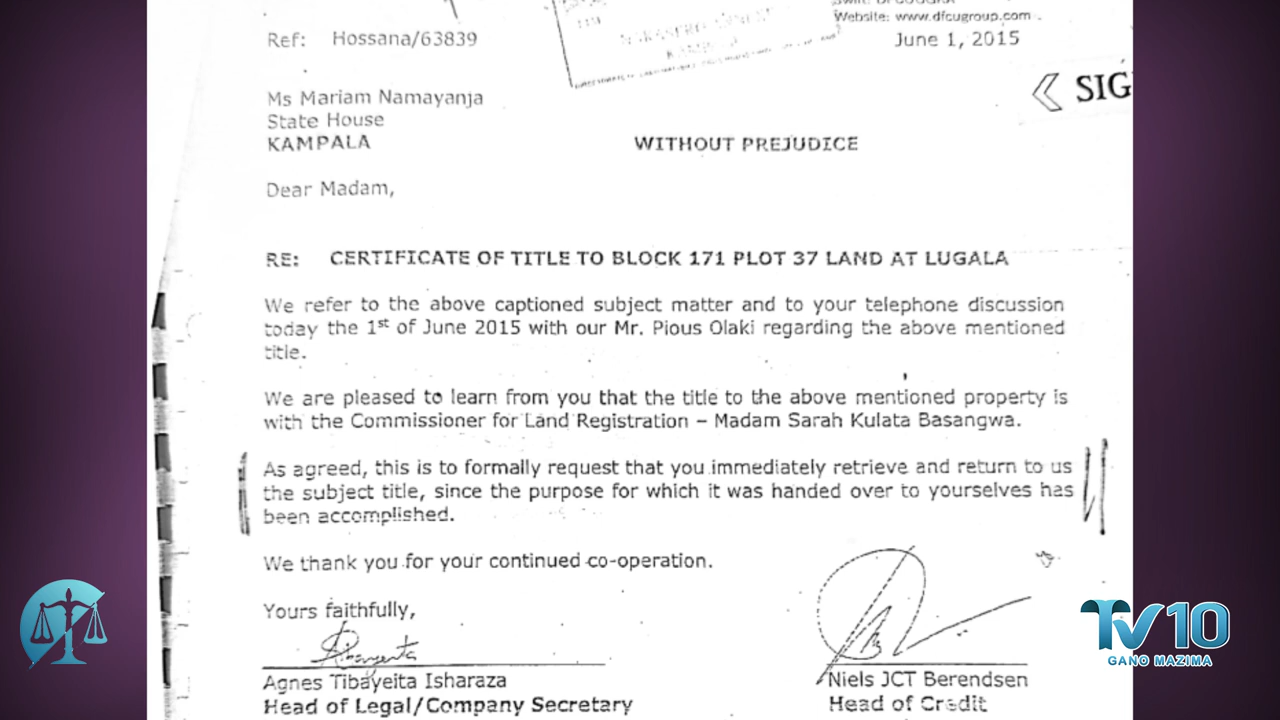 Website: www.dfcugroup.com
Ref: Hossana/63839
June 1, 2015
NAKASERO
KAMPALA
SIG
Ms Mariam Namayanja
State House
KAMPALA
WITHOUT PREJUDICE
Dear Madam,
RE: CERTIFICATE OF TITLE TO BLOCK 171 PLOT 37 LAND AT LUGALA
We refer to the above captioned subject matter and to your telephone discussion
today the 1st of June 2015 with our Mr. Pious Olaki regarding the above mentioned
title.
We are pleased to learn from you that the title to the above mentioned property is
with the Commissioner for Land Registration – Madam Sarah Kulata Basangwa.
As agreed, this is to formally request that you immediately retrieve and return to us
the subject title, since the purpose for which it was handed over to yourselves has
been accomplished.
We thank you for your continued co-operation.
Yours faithfully,
Agnes Tibayeita Isharaza
Head of Legal/Company Secretary
Niels JCT Berendsen
Head of Credit
TV10
GANO MAZIMA